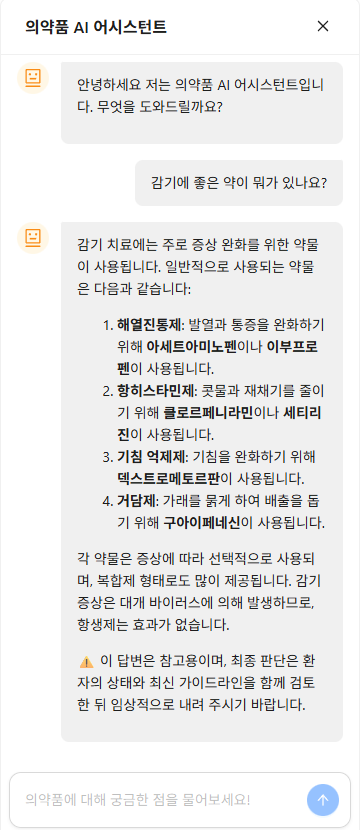 의약품 AI 어시스턴트
안녕하세요 저는 의약품 AI 어시스턴트입니
다. 무엇을 도와드릴까요?
감기에 좋은 약이 뭐가 있나요?
감기 치료에는 주로 증상 완화를 위한 약물
이 사용됩니다. 일반적으로 사용되는 약물
은 다음과 같습니다:
1. 해열진통제: 발열과 통증을 완화하기
위해 아세트아미노펜이나 이부프로
펜이 사용됩니다.
2. 항히스타민제: 콧물과 재채기를 줄이
기 위해 클로르페니라민이나 세티리
진이 사용됩니다.
3. 기침 억제제: 기침을 완화하기 위해
덱스트로메토르판이 사용됩니다.
4. 거담제: 가래를 묽게 하여 배출을 돕
기 위해 구아이페네신이 사용됩니다.
각 약물은 증상에 따라 선택적으로 사용되
며, 복합제 형태로도 많이 제공됩니다. 감기
증상은 대개 바이러스에 의해 발생하므로,
항생제는 효과가 없습니다.
⚠️ 이 답변은 참고용이며, 최종 판단은 환
자의 상태와 최신 가이드라인을 함께 검토
한 뒤 임상적으로 내려 주시기 바랍니다.
의약품에 대해 궁금한 점을 물어보세요!